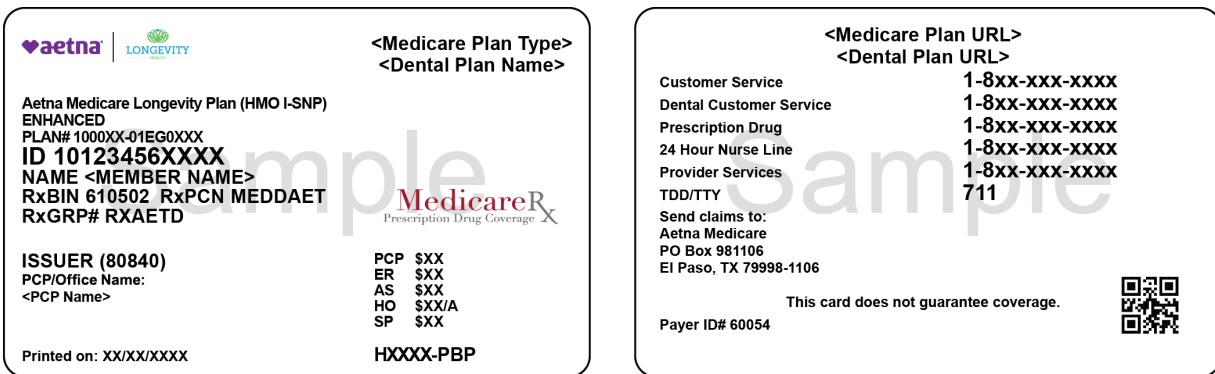 aetna
LONGEVITY
HEALTH
<Medicare Plan Type>
<Dental Plan Name>
Aetna Medicare Longevity Plan (HMO I-SNP)
ENHANCED
PLAN# 1000XX-01EG0XXX
ID 10123456XXXX
NAME <MEMBER NAME>
RxBIN 610502 RxPCN MEDDAET
RxGRP# RXAETD
Sample
MedicareRx
Prescription Drug Coverage
ISSUER (80840)
PCP/Office Name:
<PCP Name>
PCP $XX
ER $XX
AS $XX
HO $XX/A
SP $XX
Printed on: XX/XX/XXXX
HXXXX-PBP
<Medicare Plan URL>
<Dental Plan URL>
Customer Service 1-8xx-xxx-xxxx
Dental Customer Service 1-8xx-xxx-xxxx
Prescription Drug 1-8xx-xxx-xxxx
24 Hour Nurse Line 1-8xx-xxx-xxxx
Provider Services 1-8xx-xxx-xxxx
TDD/TTY 711
Sample
Send claims to:
Aetna Medicare
PO Box 981106
El Paso, TX 79998-1106
This card does not guarantee coverage.
Payer ID# 60054